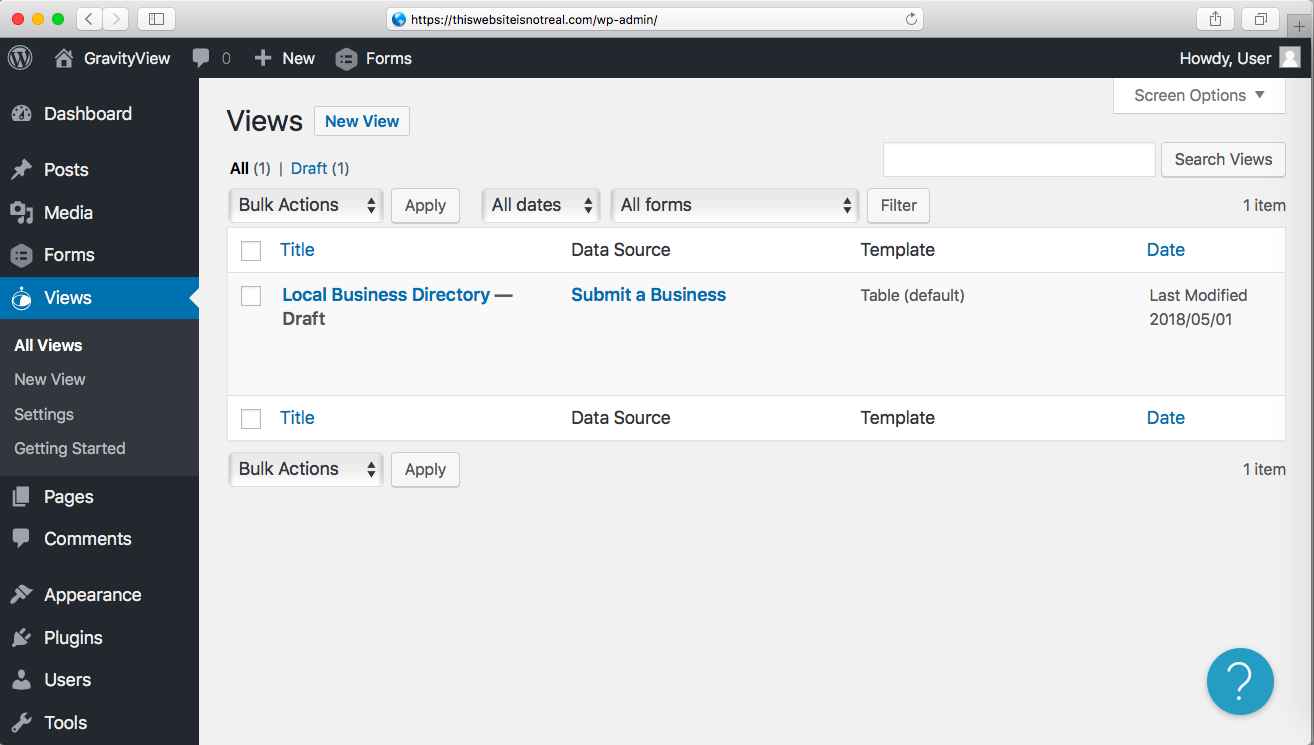 https://thiswebsiteisnotreal.com/wp-admin/
GravityView 0 New Forms Howdy, User
Screen Options
Dashboard
Posts
Media
Forms
Views
All Views
New View
Settings
Getting Started
Pages
Comments
Appearance
Plugins
Users
Tools
Views New View
All (1) | Draft (1)
Search Views
Bulk Actions Apply All dates All forms Filter 1 item
Title Data Source Template Date
Local Business Directory — Submit a Business Table (default) Last Modified
Draft 2018/05/01
Title Data Source Template Date
Bulk Actions Apply 1 item
?